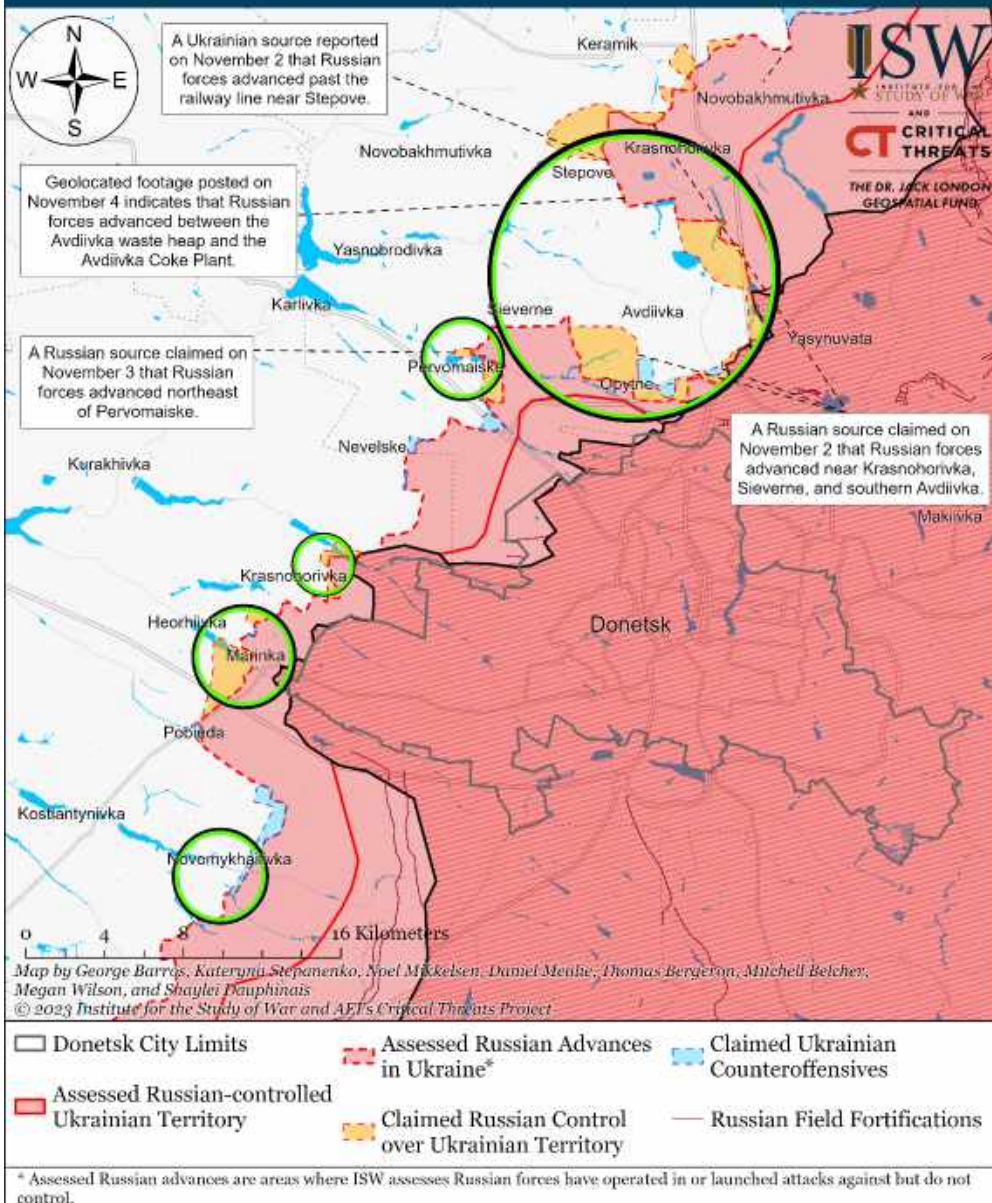 N
W
E
S
A Ukrainian source reported
on November 2 that Russian
forces advanced past the
railway line near Stepove.
Keramik
ISW
INSTITUTE FOR THE
STUDY OF WAR
AND
CT CRITICAL
THREATS
THE DR. JACK LONDON
GEOSPATIAL FUND
Novobakhmutivka
Novobakhmutivka
Krasnohorivka
Stepove
Geolocated footage posted on
November 4 indicates that Russian
forces advanced between the
Avdiivka waste heap and the
Avdiivka Coke Plant.
Yasnobrodivka
Karlivka
Sieverne
Avdiivka
Yasynuvata
A Russian source claimed on
November 3 that Russian
forces advanced northeast
of Pervomaiske.
Pervomaiske
Opytne
Nevelske
A Russian source claimed on
November 2 that Russian forces
advanced near Krasnohorivka,
Sieverne, and southern Avdiivka.
Kurakhivka
Makiivka
Krasnohorivka
Heorhiivka
Marinka
Donetsk
Pobieda
Kostiantynivka
Novomykhailivka
0 4 8 16 Kilometers
Map by George Barros, Kateryna Stepanenko, Noel Mikkelsen, Daniel Mealie, Thomas Bergeron, Mitchell Belcher,
Megan Wilson, and Shaylei Dauphinais
© 2023 Institute for the Study of War and AEI's Critical Threats Project
Donetsk City Limits
Assessed Russian-controlled
Ukrainian Territory
Assessed Russian Advances
in Ukraine*
Claimed Russian Control
over Ukrainian Territory
Claimed Ukrainian
Counteroffensives
Russian Field Fortifications
* Assessed Russian advances are areas where ISW assesses Russian forces have operated in or launched attacks against but do not
control.